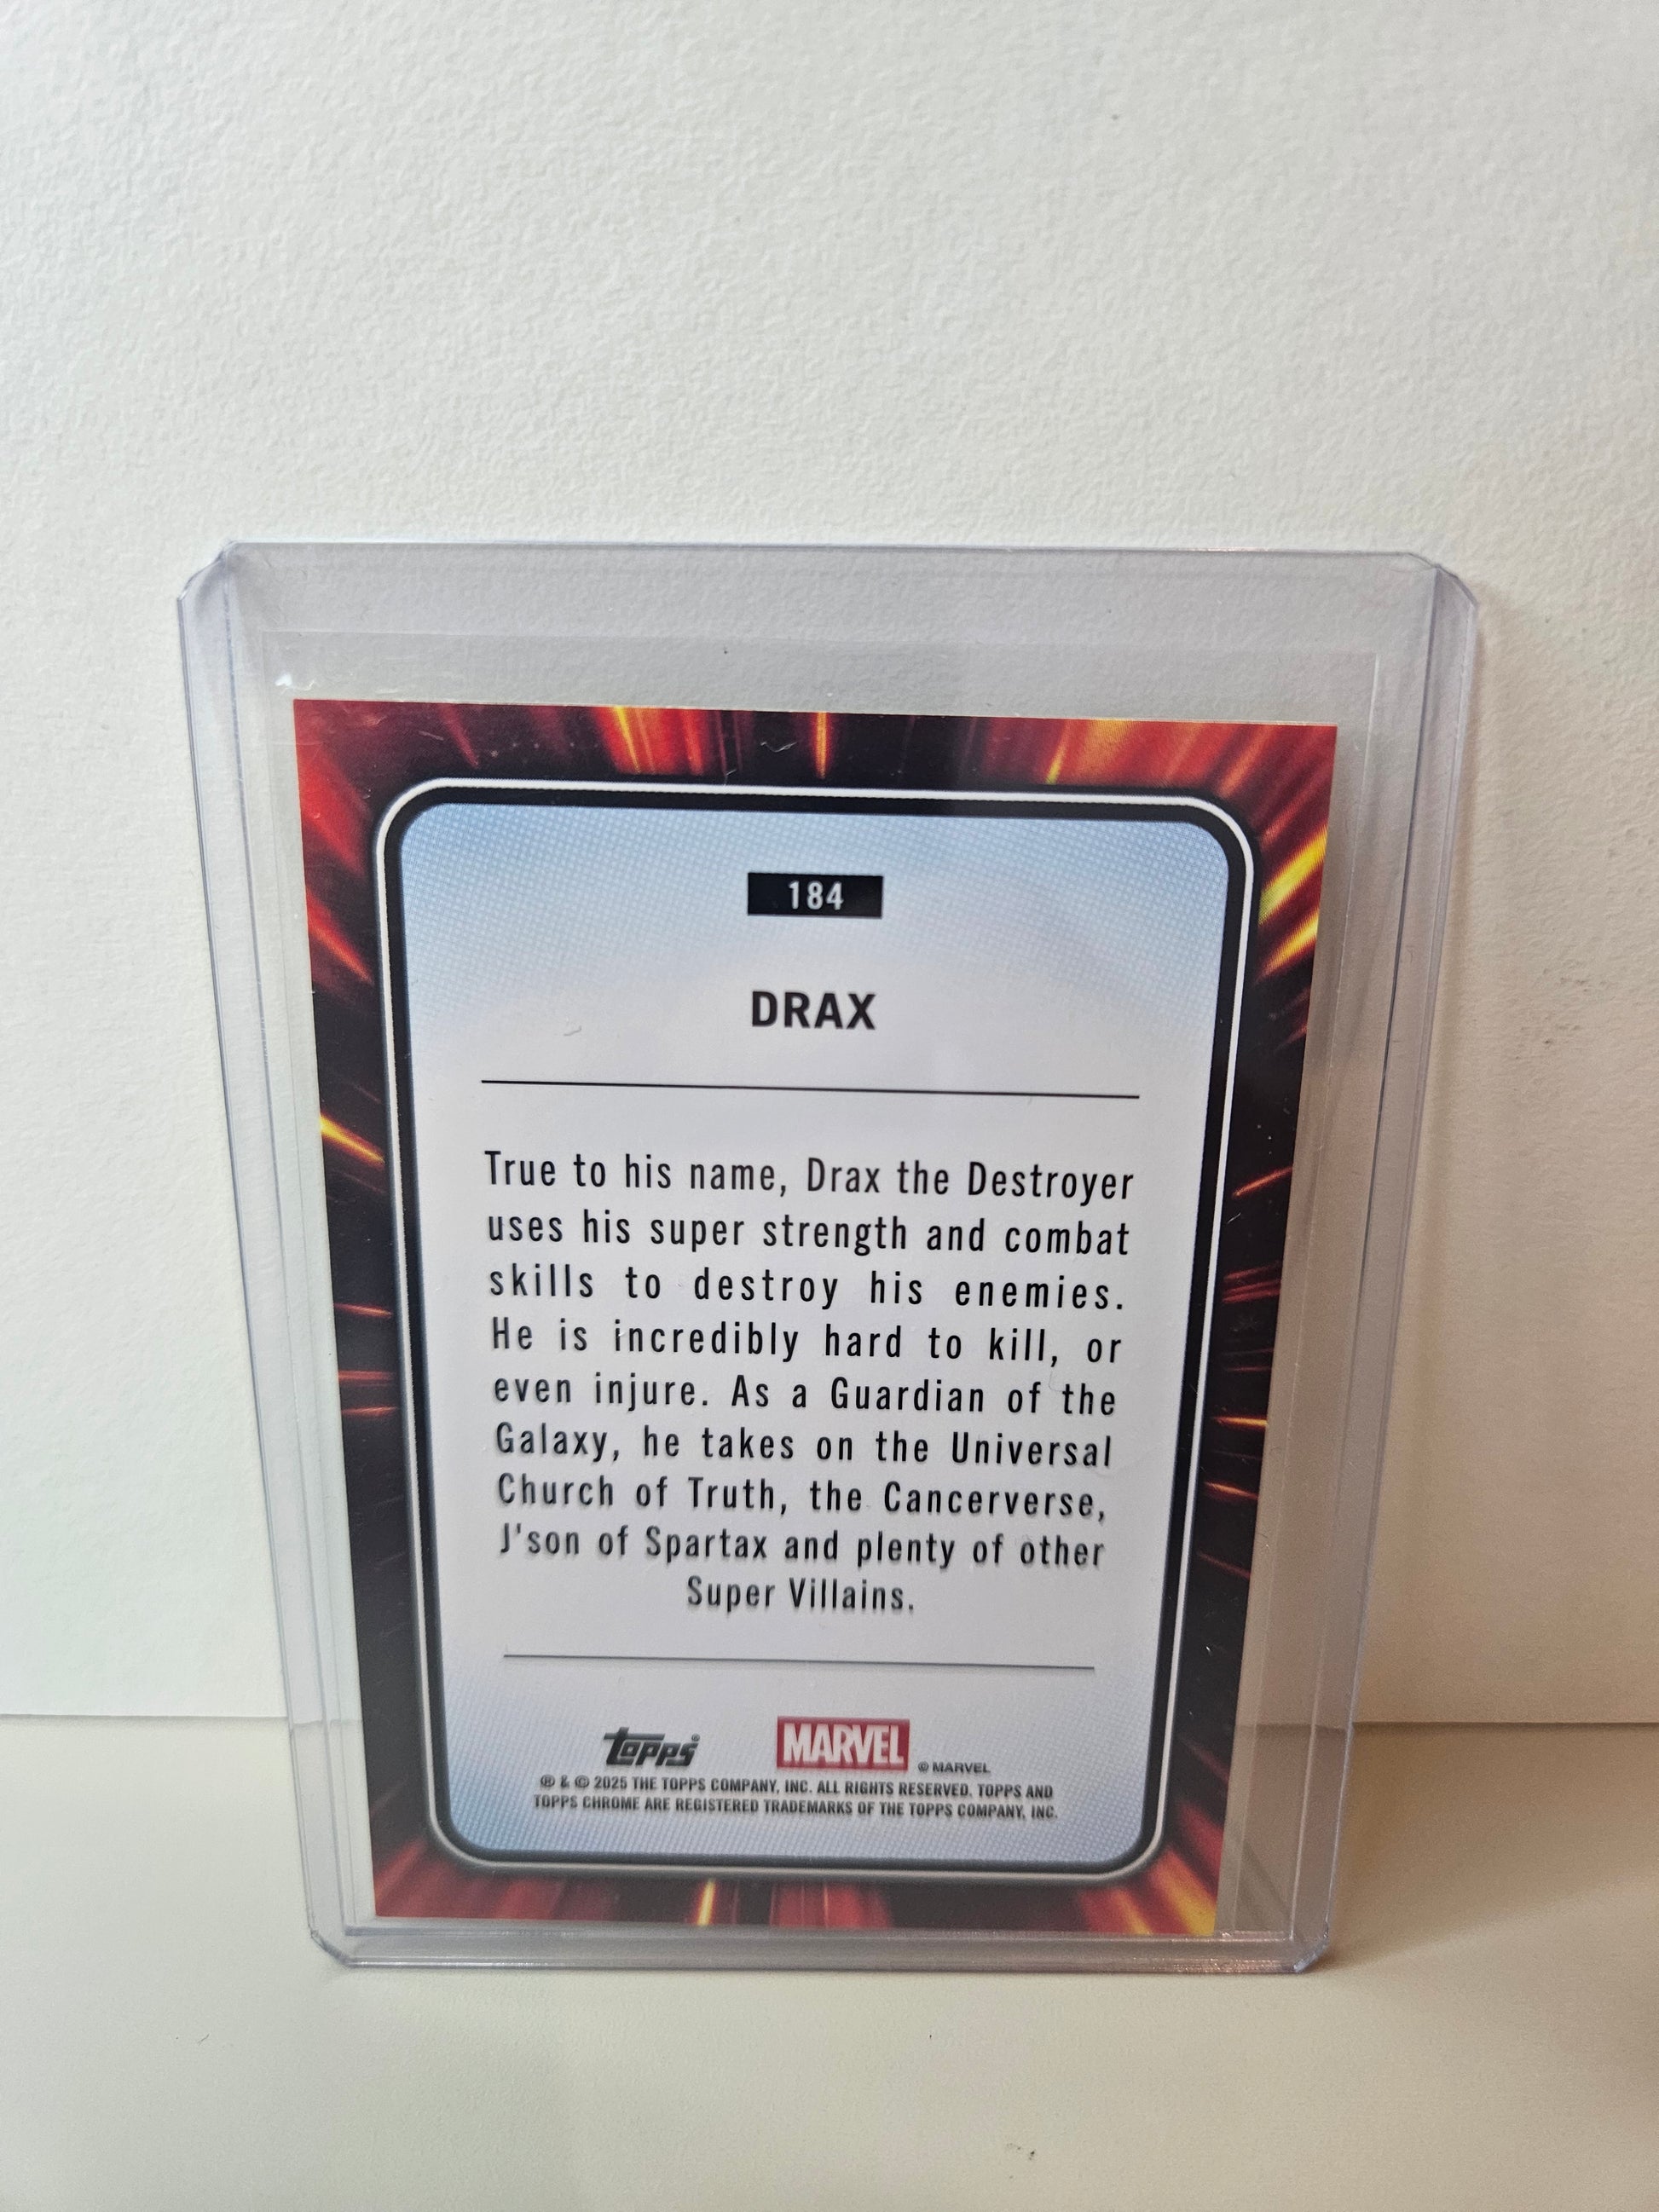 184
DRAX
True to his name, Drax the Destroyer
uses his super strength and combat
skills to destroy his enemies.
He is incredibly hard to kill, or
even injure. As a Guardian of the
Galaxy, he takes on the Universal
Church of Truth, the Cancerverse,
J'son of Spartax and plenty of other
Super Villains.
topps® MARVEL © MARVEL
® & © 2025 THE TOPPS COMPANY, INC. ALL RIGHTS RESERVED. TOPPS AND
TOPPS CHROME ARE REGISTERED TRADEMARKS OF THE TOPPS COMPANY, INC.